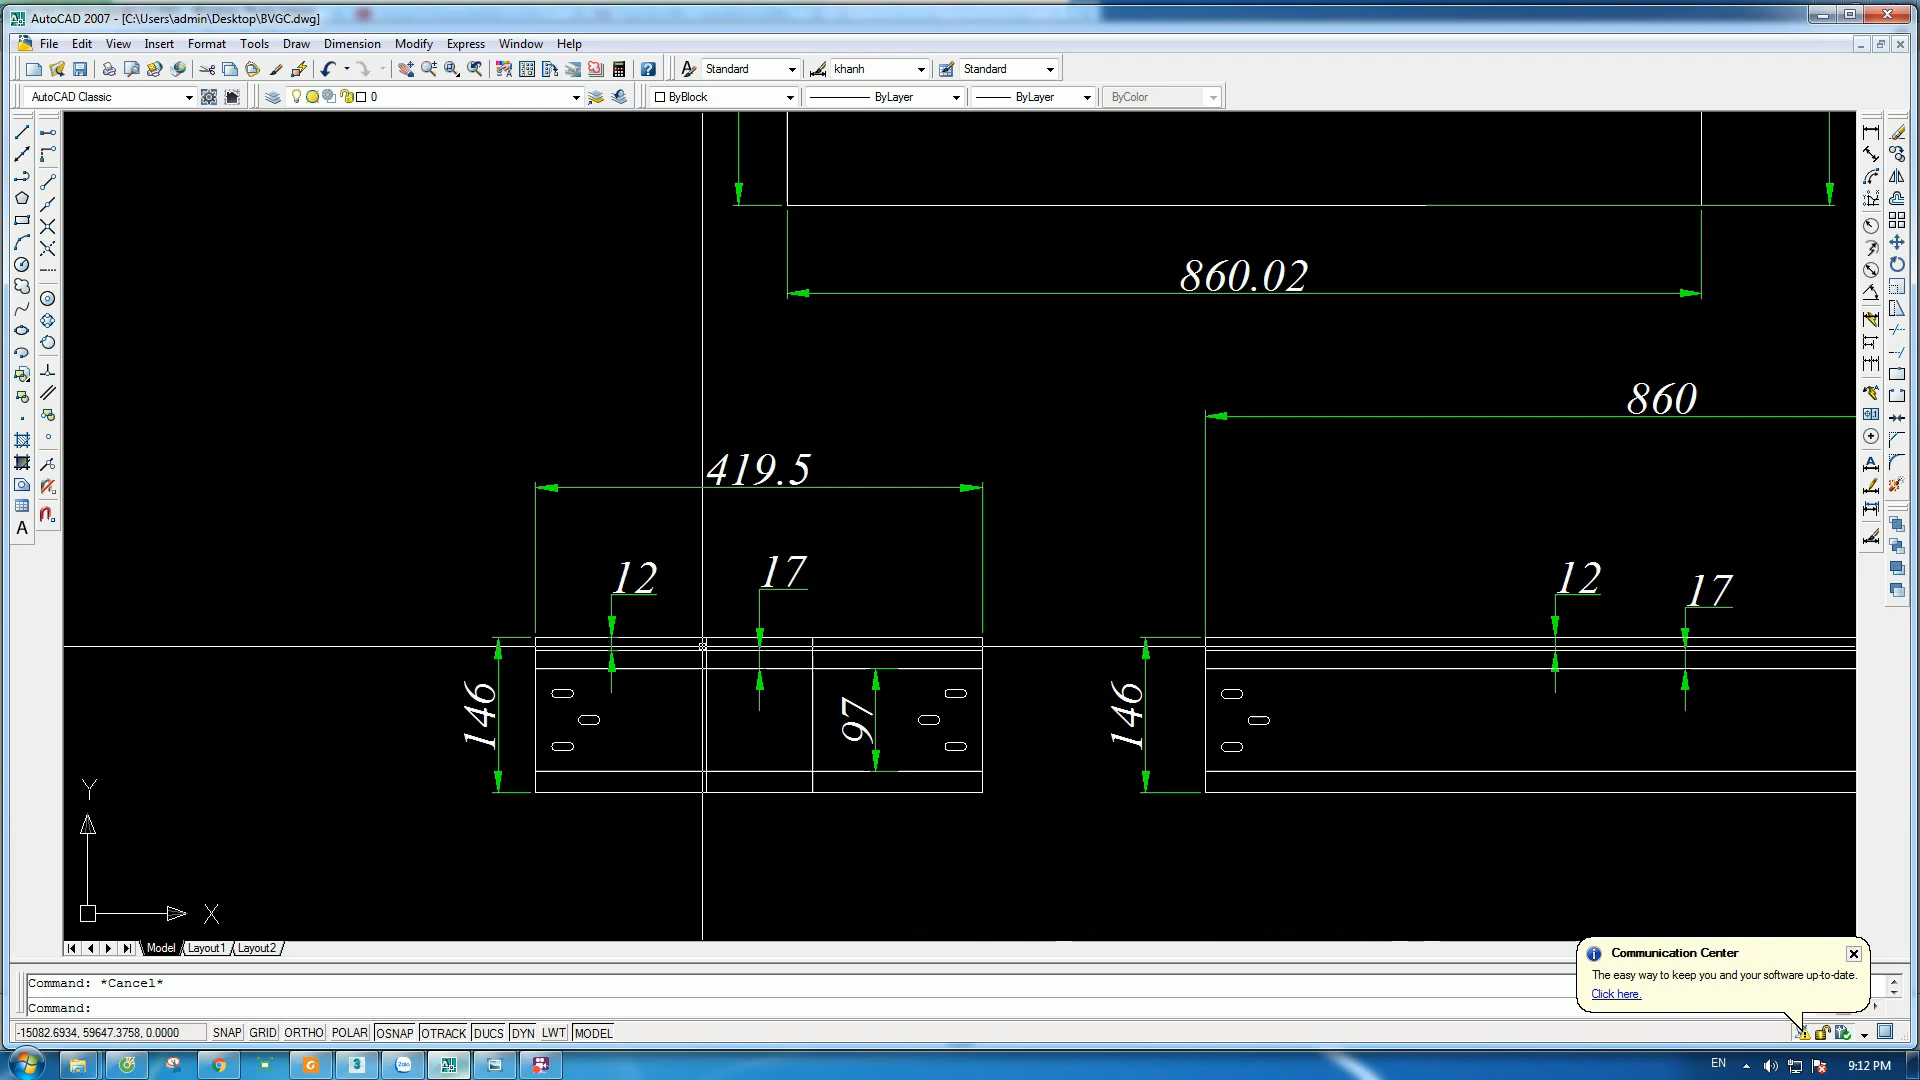 AutoCAD 2007 - [C:\Users\admin\Desktop\BVGC.dwg]
File Edit View Insert Format Tools Draw Dimension Modify Express Window Help
Standard khanh Standard
AutoCAD Classic 0 ByBlock ByLayer ByLayer ByColor
860.02
860
419.5
12 17 12 17
146 97 146
Y
X
A
Model Layout1 Layout2
Communication Center
The easy way to keep you and your software up-to-date.
Click here.
Command: *Cancel*
Command:
-15082.6934, 59647.3758, 0.0000 SNAP GRID ORTHO POLAR OSNAP OTRACK DUCS DYN LWT MODEL
EN 9:12 PM